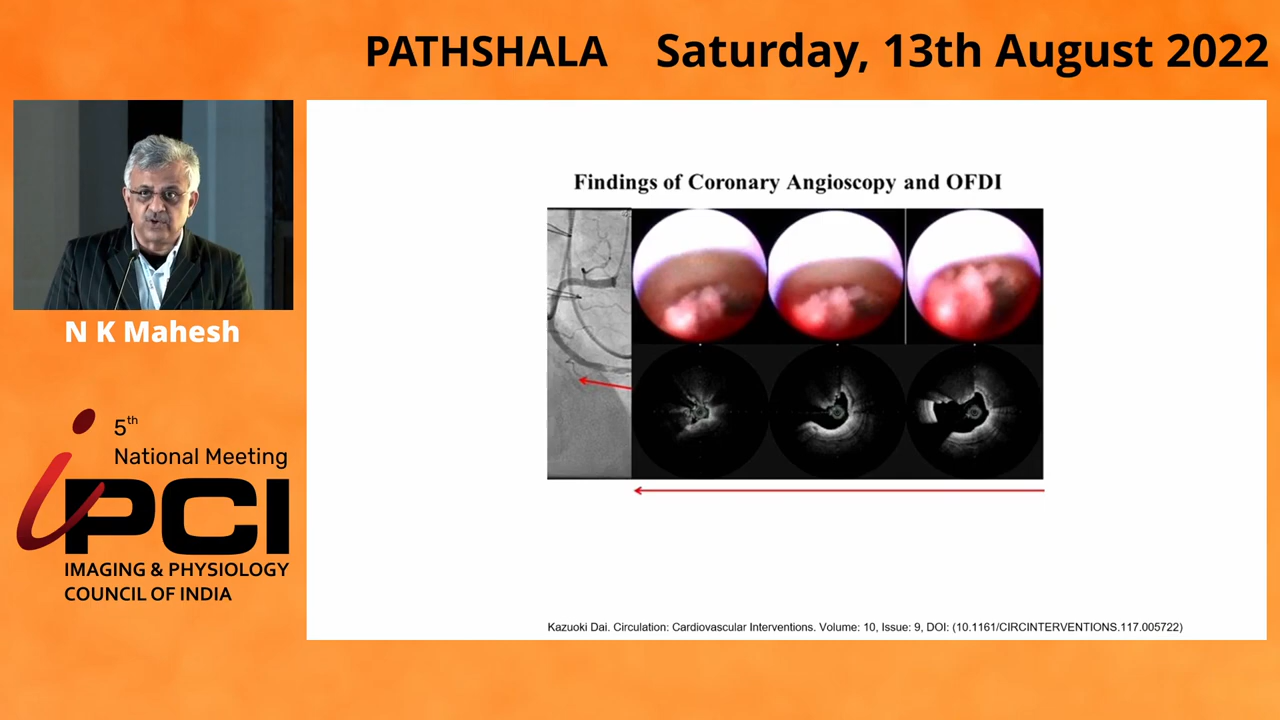 PATHSHALA Saturday, 13th August 2022
Findings of Coronary Angioscopy and OFDI
N K Mahesh
5th
National Meeting
iPCI
IMAGING & PHYSIOLOGY
COUNCIL OF INDIA
Kazuoki Dai. Circulation: Cardiovascular Interventions. Volume: 10, Issue: 9, DOI: (10.1161/CIRCINTERVENTIONS.117.005722)